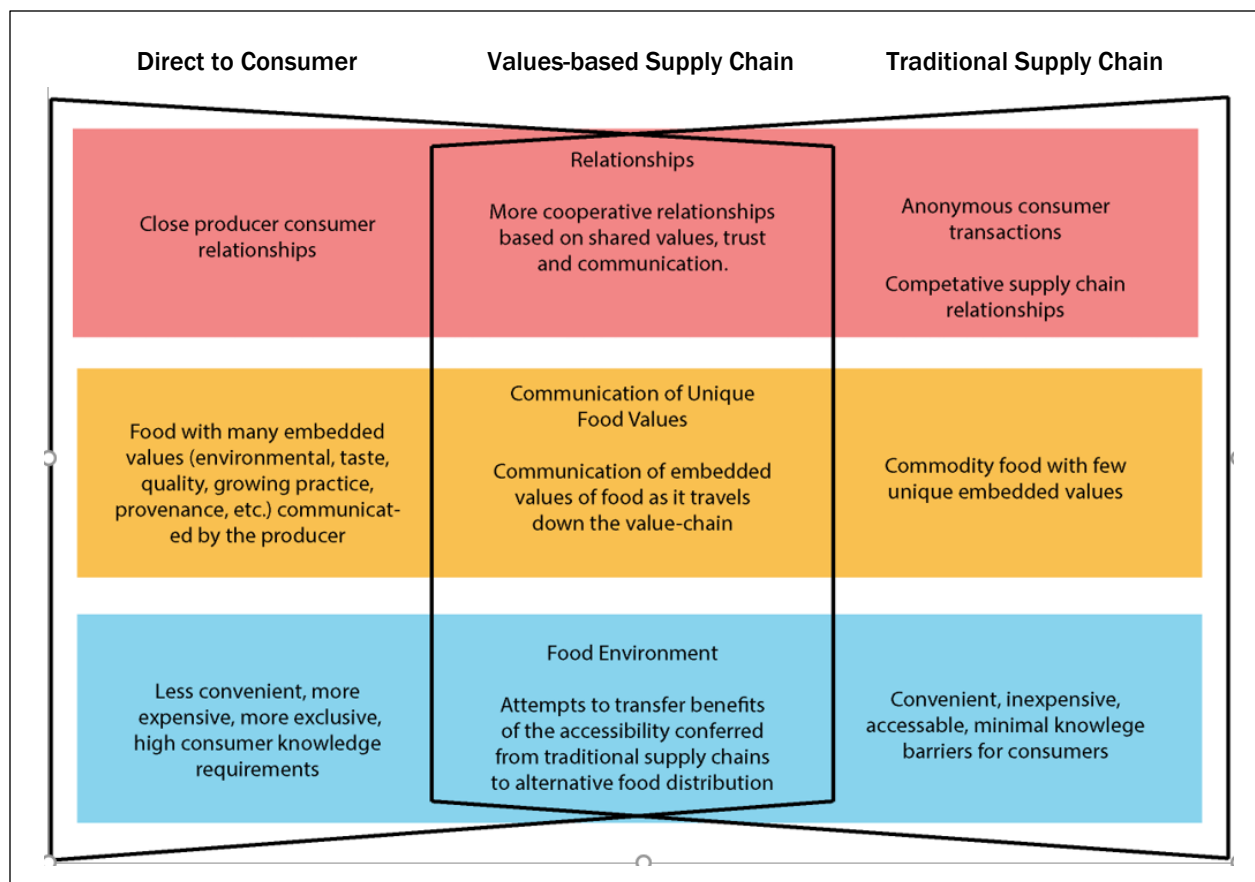 Direct to Consumer
Values-based Supply Chain
Traditional Supply Chain
Close producer consumer
relationships
Relationships
More cooperative relationships
based on shared values, trust
and communication.
Anonymous consumer
transactions
Competative supply chain
relationships
Food with many embedded
values (environmental, taste,
quality, growing practice,
provenance, etc.) communicat-
ed by the producer
Communication of Unique
Food Values
Communication of embedded
values of food as it travels
down the value-chain
Commodity food with few
unique embedded values
Less convenient, more
expensive, more exclusive,
high consumer knowledge
requirements
Food Environment
Attempts to transfer benefits
of the accessibility conferred
from traditional supply chains
to alternative food distribution
Convenient, inexpensive,
accessable, minimal knowlege
barriers for consumers